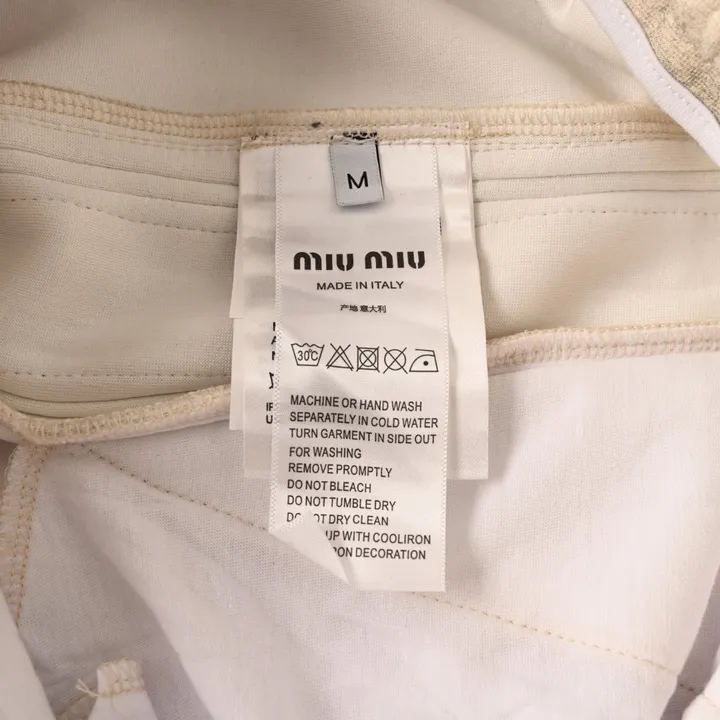 M
miu miu
MADE IN ITALY
产地 意大利
30℃
MACHINE OR HAND WASH
SEPARATELY IN COLD WATER
TURN GARMENT IN SIDE OUT
FOR WASHING
REMOVE PROMPTLY
DO NOT BLEACH
DO NOT TUMBLE DRY
DO NOT DRY CLEAN
UP WITH COOLIRON
DECORATION